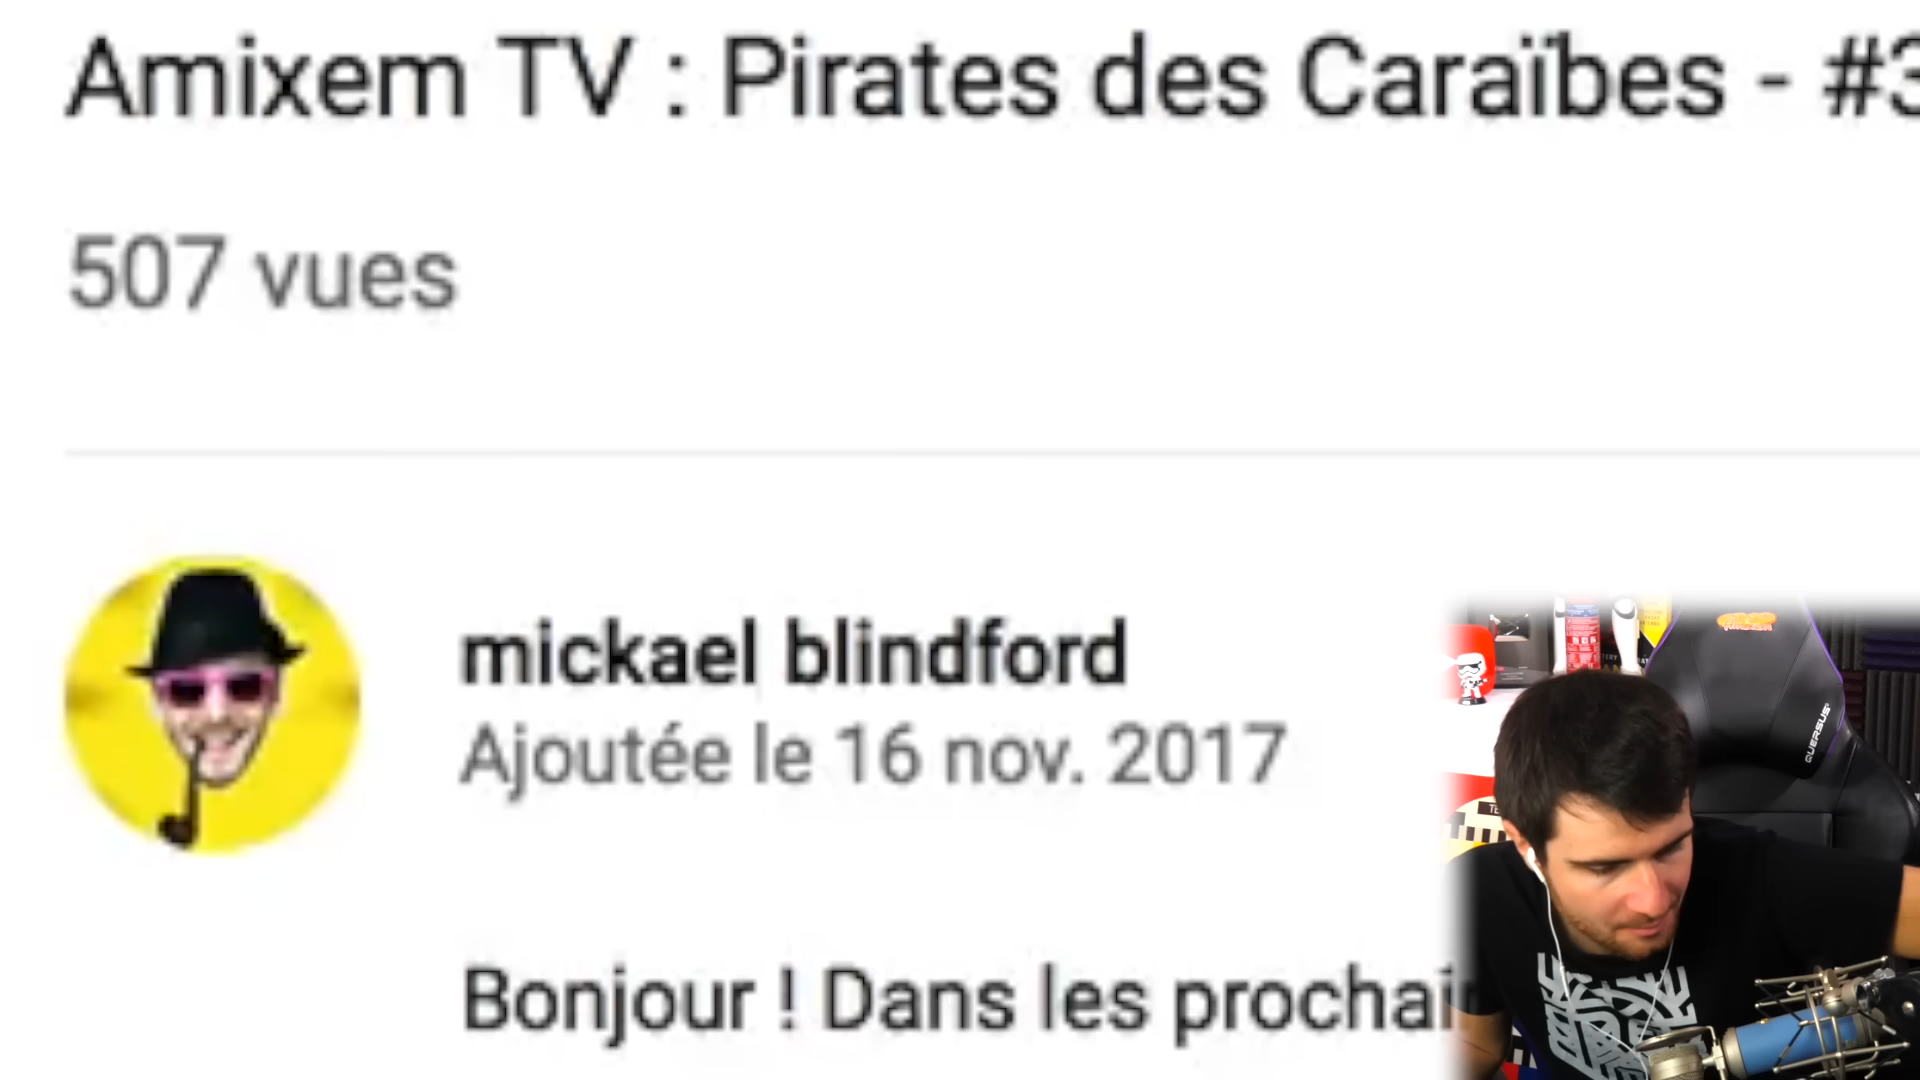 Amixem TV : Pirates des Caraïbes - #3
507 vues
mickael blindford
Ajoutée le 16 nov. 2017
Bonjour ! Dans les prochai
QUERSUS